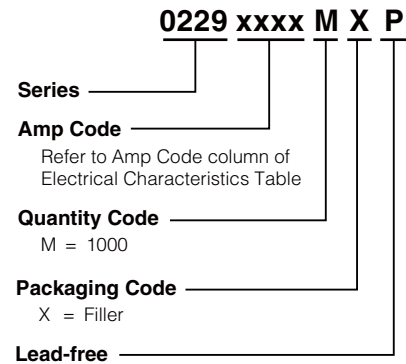 0229 xxxx M X P
Series
Amp Code
Refer to Amp Code column of
Electrical Characteristics Table
Quantity Code
M = 1000
Packaging Code
X = Filler
Lead-free